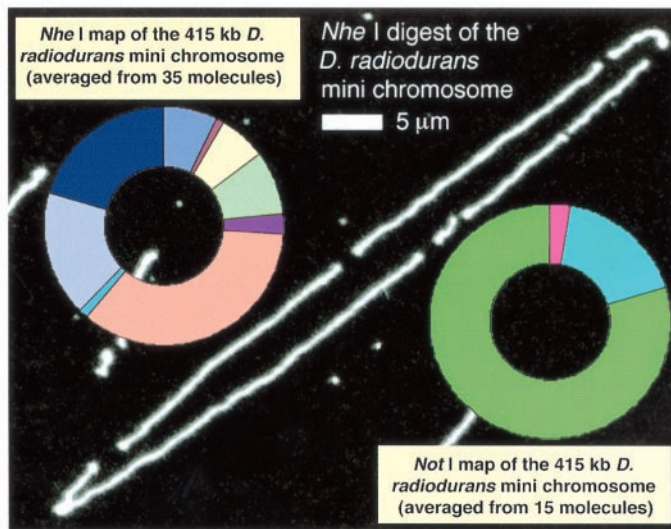 Nhe I map of the 415 kb D.
radiodurans mini chromosome
(averaged from 35 molecules)
Nhe I digest of the
D. radiodurans
mini chromosome
5 μm
Not I map of the 415 kb D.
radiodurans mini chromosome
(averaged from 15 molecules)